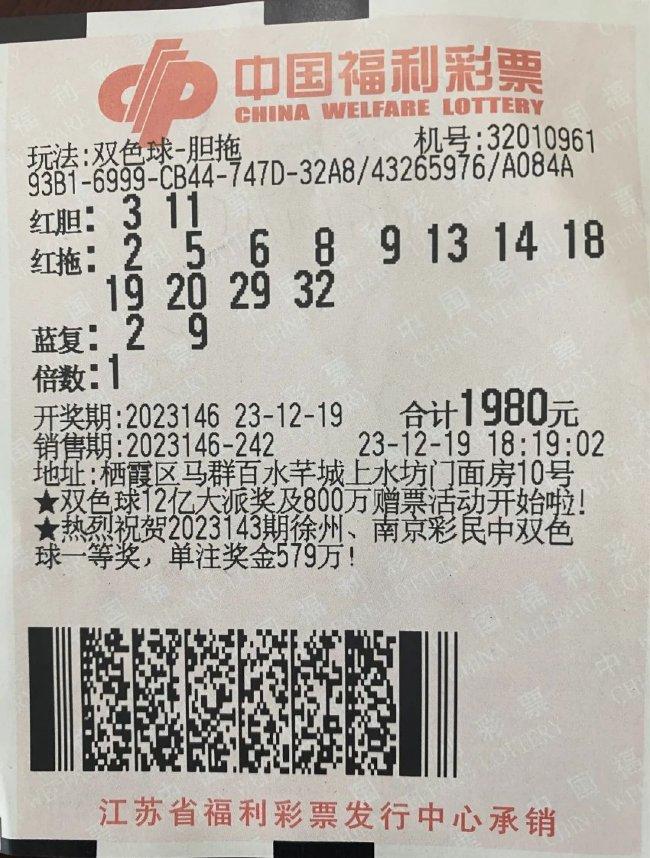 中国福利彩票
CHINA WELFARE LOTTERY
玩法:双色球-胆拖 机号:32010961
93B1-6999-CB44-747D-32A8/43265976/A084A
红胆: 3 11
红拖: 2 5 6 8 9 13 14 18
19 20 29 32
蓝复: 2 9
倍数:1
开奖期:2023146 23-12-19 合计1980元
销售期:2023146-242 23-12-19 18:19:02
地址:栖霞区马群百水芊城上水坊门面房10号
★双色球12亿大派奖及800万赠票活动开始啦!
★热烈祝贺2023143期徐州、南京彩民中双色
球一等奖，单注奖金579万!
江苏省福利彩票发行中心承销